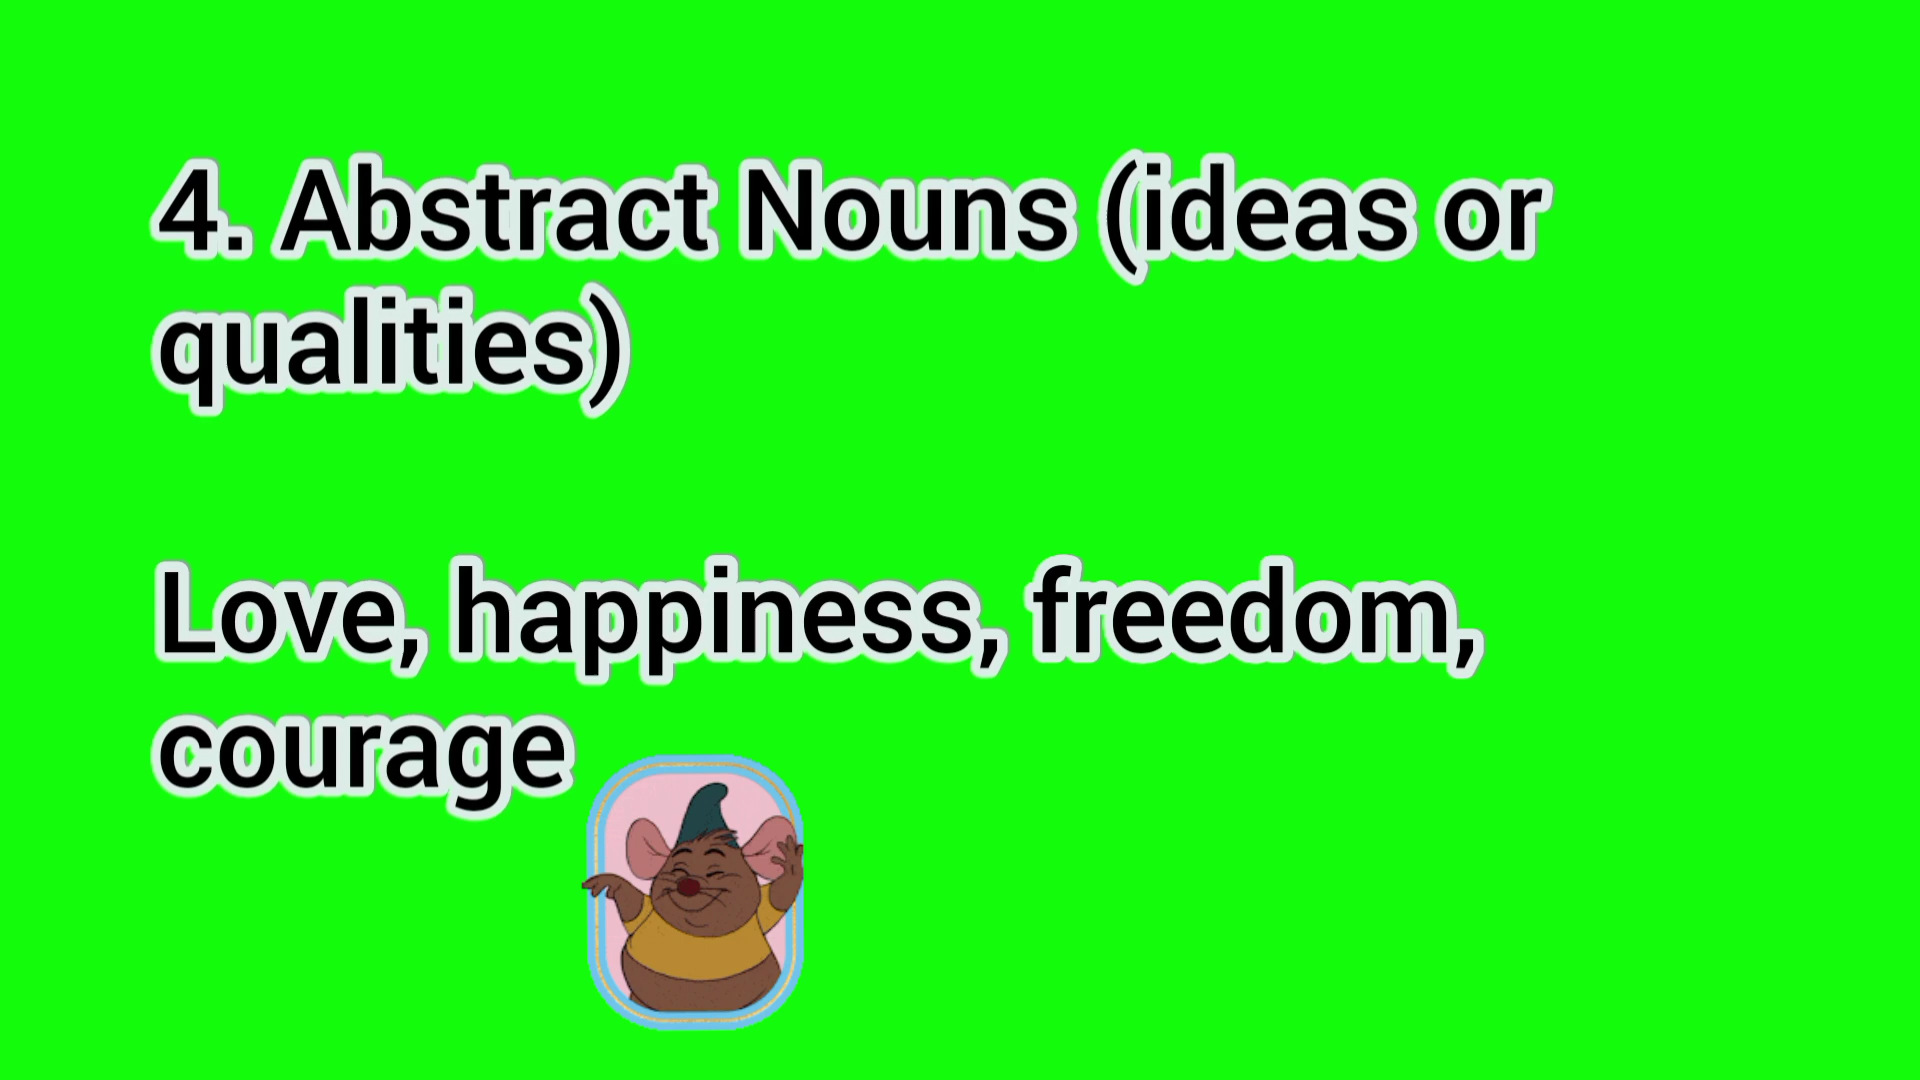 4. Abstract Nouns (ideas or
qualities)
Love, happiness, freedom,
courage